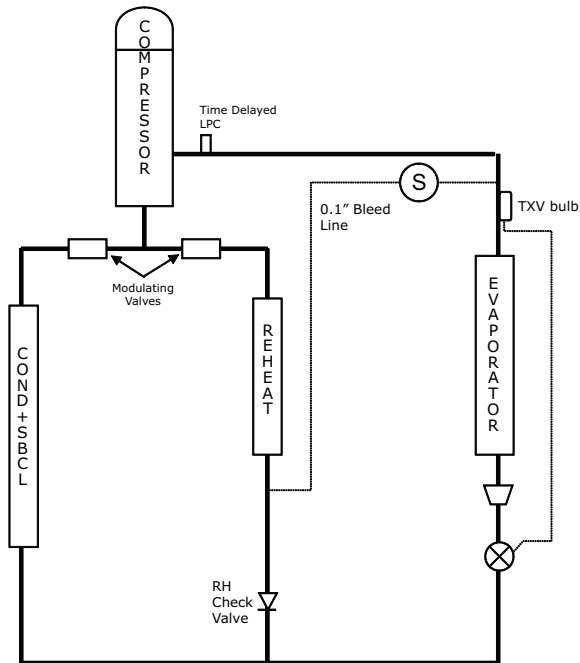 COMPRESSOR
Time Delayed
LPC
S
0.1” Bleed
Line
TXV bulb
Modulating
Valves
COND+SBCL
REHEAT
EVAPORATOR
RH
Check
Valve